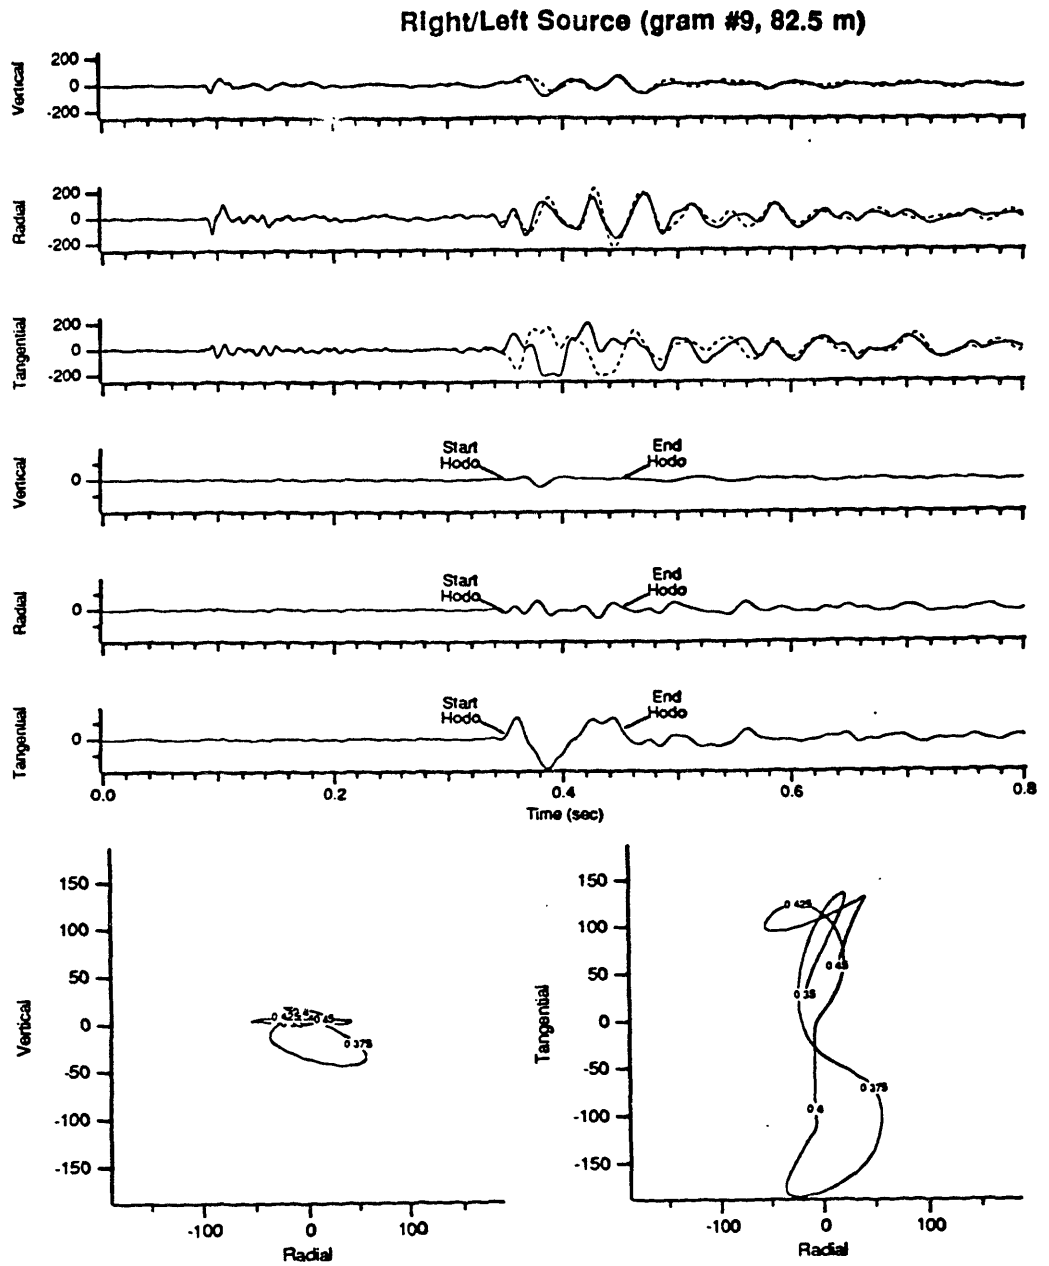 Right/Left Source (gram #9, 82.5 m)
Vertical
200
0
-200
Radial
200
0
-200
Tangential
200
0
-200
Vertical
0
Start
Hodo
End
Hodo
Radial
0
Start
Hodo
End
Hodo
Tangential
0
Start
Hodo
End
Hodo
0.0 0.2 0.4 0.6 0.8
Time (sec)
Vertical
150
100
50
0
-50
-100
-150
0.45
0.375
-100 0 100
Radial
Tangential
150
100
50
0
-50
-100
-150
0.425
0.45
0.35
0.375
0.4
-100 0 100
Radial